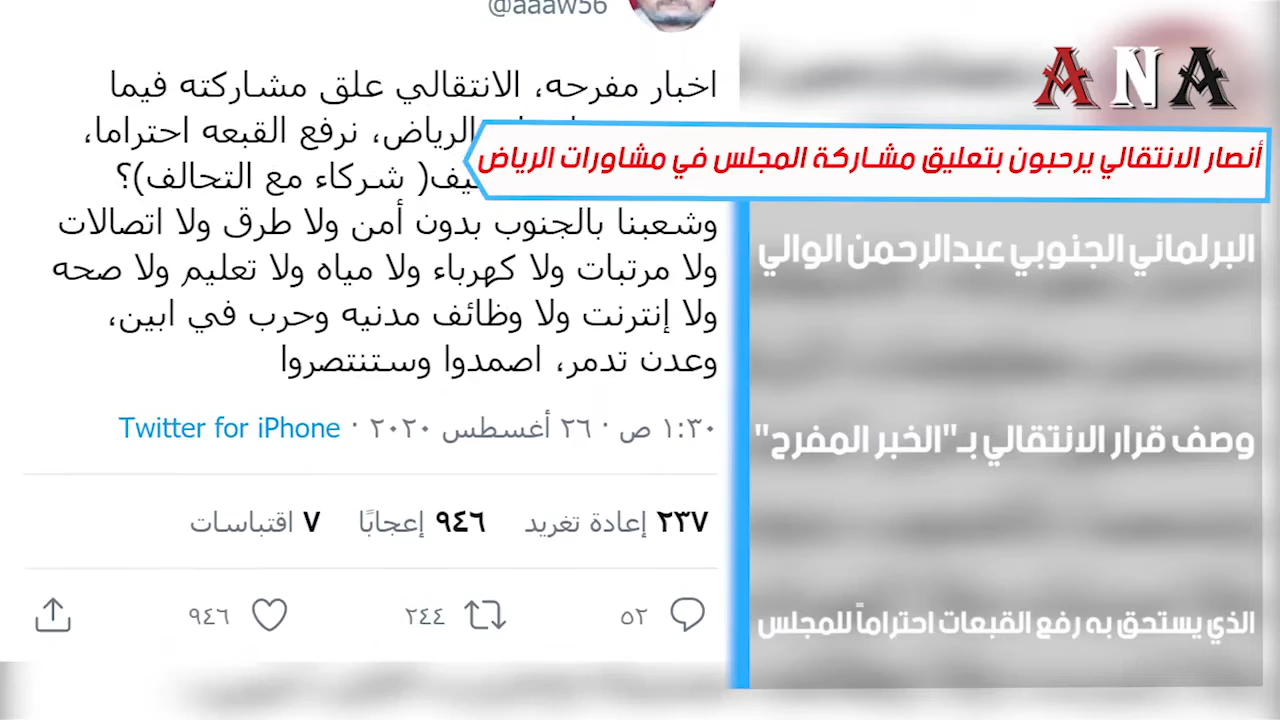 @aaaw56
اخبار مفرحه، الانتقالي علق مشاركته فيما
الرياض، نرفع القبعه احتراما،
( شركاء مع التحالف)؟
وشعبنا بالجنوب بدون أمن ولا طرق ولا اتصالات
ولا مرتبات ولا كهرباء ولا مياه ولا تعليم ولا صحه
ولا إنترنت ولا وظائف مدنيه وحرب في ابين،
وعدن تدمر، اصمدوا وستنتصروا
١:٣٠ ص · ٢٦ أغسطس ٢٠٢٠ · Twitter for iPhone
٢٣٧ إعادة تغريد ٩٤٦ إعجابًا ٧ اقتباسات
٥٢ ٢٤٤ ٩٤٦
ANA
أنصار الانتقالي يرحبون بتعليق مشاركة المجلس في مشاورات الرياض
البرلماني الجنوبي عبدالرحمن الوالي
وصف قرار الانتقالي بـ"الخبر المفرح"
الذي يستحق به رفع القبعات احتراماً للمجلس